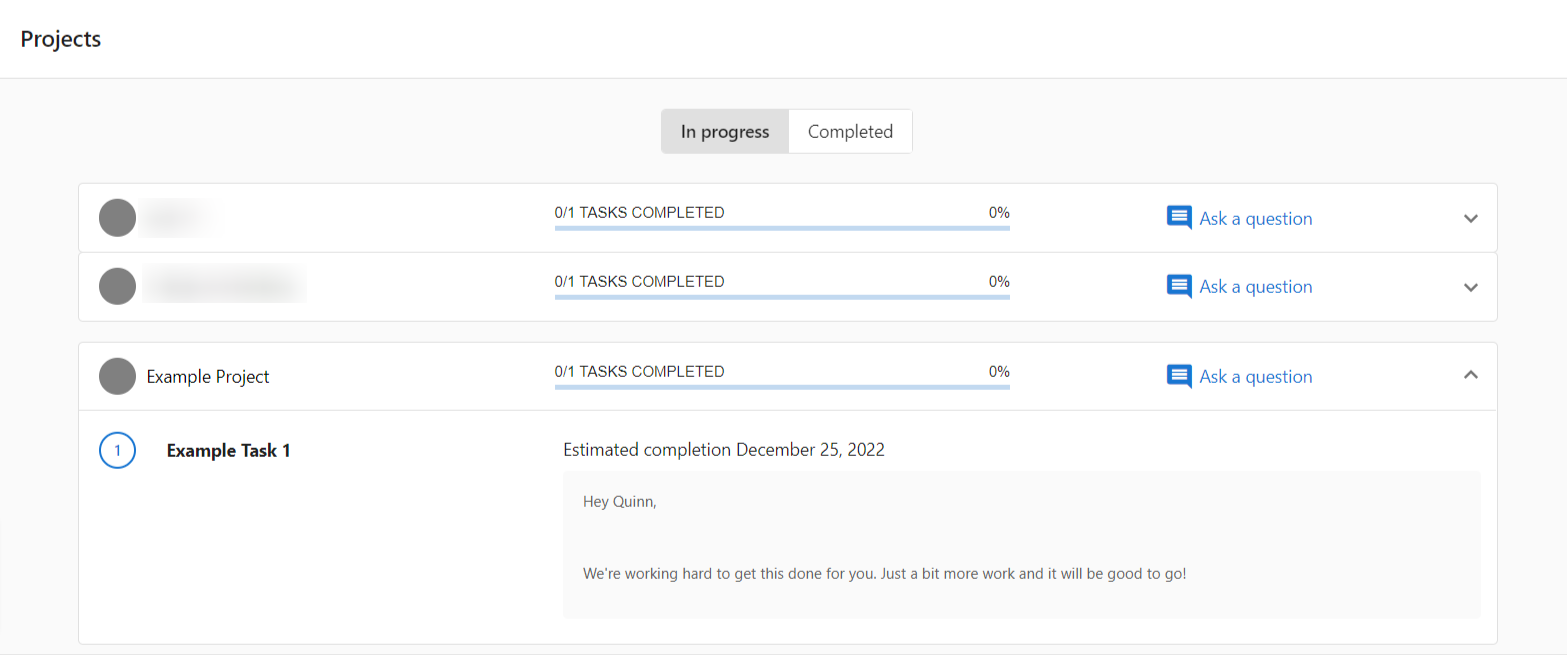 Projects
In progress Completed
0/1 TASKS COMPLETED 0% Ask a question
0/1 TASKS COMPLETED 0% Ask a question
Example Project 0/1 TASKS COMPLETED 0% Ask a question
1 Example Task 1 Estimated completion December 25, 2022
Hey Quinn,
We're working hard to get this done for you. Just a bit more work and it will be good to go!